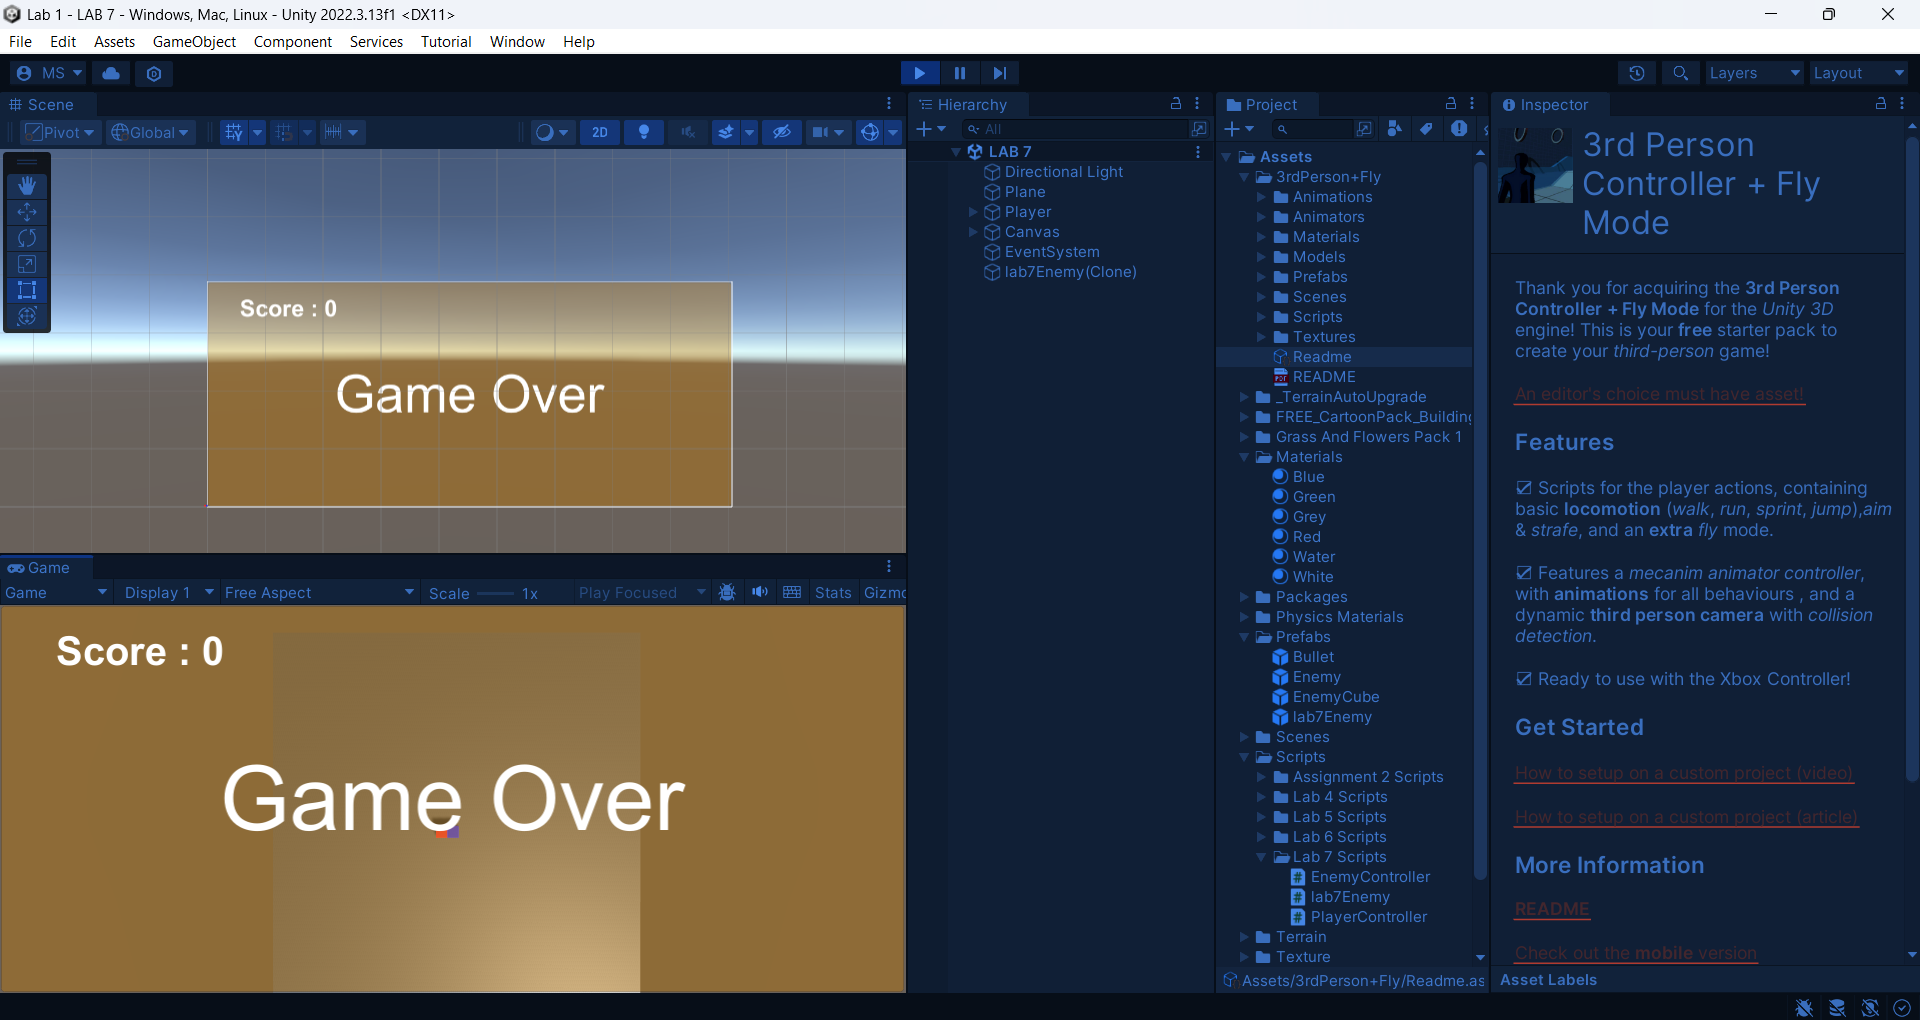 Lab 1 - LAB 7 - Windows, Mac, Linux - Unity 2022.3.13f1 <DX11>
File Edit Assets GameObject Component Services Tutorial Window Help
MS
Layers
Layout
Scene
Pivot
Global
2D
Score : 0
Game Over
Game
Game
Display 1
Free Aspect
Scale
1x
Play Focused
Stats
Gizmo
Score : 0
Game Over
Hierarchy
All
LAB 7
Directional Light
Plane
Player
Canvas
EventSystem
lab7Enemy(Clone)
Project
Assets
3rdPerson+Fly
Animations
Animators
Materials
Models
Prefabs
Scenes
Scripts
Textures
Readme
README
_TerrainAutoUpgrade
FREE_CartoonPack_Building
Grass And Flowers Pack 1
Materials
Blue
Green
Grey
Red
Water
White
Packages
Physics Materials
Prefabs
Bullet
Enemy
EnemyCube
lab7Enemy
Scenes
Scripts
Assignment 2 Scripts
Lab 4 Scripts
Lab 5 Scripts
Lab 6 Scripts
Lab 7 Scripts
EnemyController
lab7Enemy
PlayerController
Terrain
Texture
Assets/3rdPerson+Fly/Readme.as
Inspector
3rd Person
Controller + Fly
Mode
Thank you for acquiring the 3rd Person
Controller + Fly Mode for the Unity 3D
engine! This is your free starter pack to
create your third-person game!
An editor's choice must have asset!
Features
☑ Scripts for the player actions, containing
basic locomotion (walk, run, sprint, jump),aim
& strafe, and an extra fly mode.
☑ Features a mecanim animator controller,
with animations for all behaviours , and a
dynamic third person camera with collision
detection.
☑ Ready to use with the Xbox Controller!
Get Started
How to setup on a custom project (video)
How to setup on a custom project (article)
More Information
README
Check out the mobile version
Asset Labels